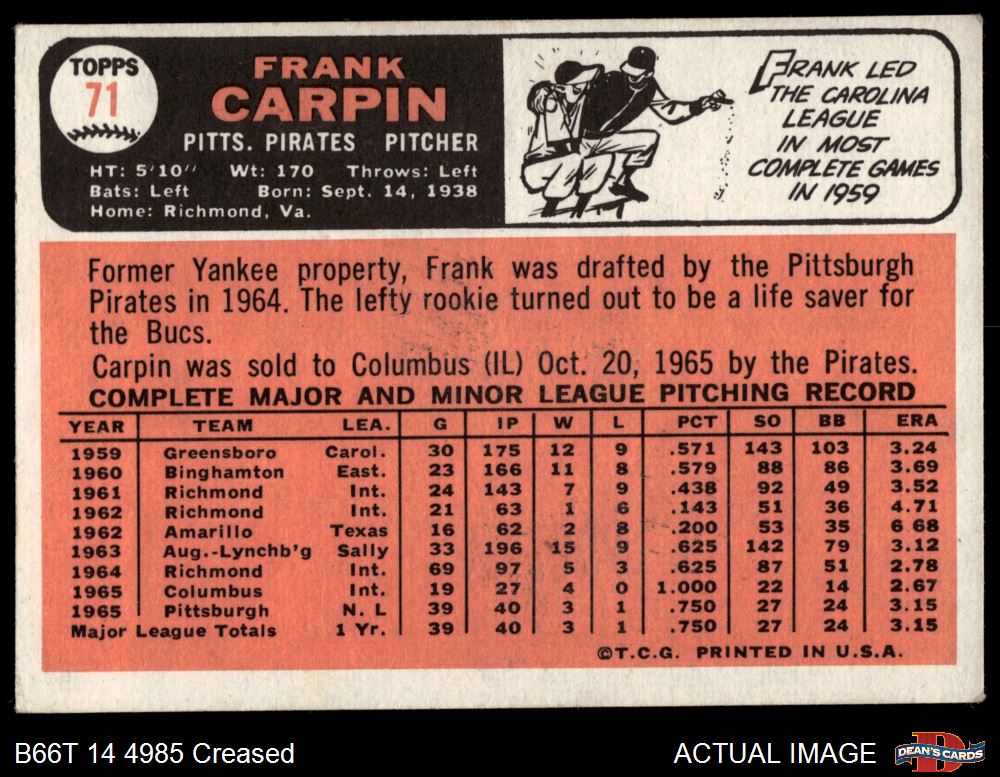 TOPPS
71
FRANK
CARPIN
PITTS. PIRATES PITCHER
HT: 5'10" Wt: 170 Throws: Left
Bats: Left Born: Sept. 14, 1938
Home: Richmond, Va.
FRANK LED
THE CAROLINA
LEAGUE
IN MOST
COMPLETE GAMES
IN 1959
Former Yankee property, Frank was drafted by the Pittsburgh
Pirates in 1964. The lefty rookie turned out to be a life saver for
the Bucs.
Carpin was sold to Columbus (IL) Oct. 20, 1965 by the Pirates.
COMPLETE MAJOR AND MINOR LEAGUE PITCHING RECORD
YEAR TEAM LEA. G IP W L PCT SO BB ERA
1959 Greensboro Carol. 30 175 12 9 .571 143 103 3.24
1960 Binghamton East. 23 166 11 8 .579 88 86 3.69
1961 Richmond Int. 24 143 7 9 .438 92 49 3.52
1962 Richmond Int. 21 63 1 6 .143 51 36 4.71
1962 Amarillo Texas 16 62 2 8 .200 53 35 6.68
1963 Aug.-Lynchb'g Sally 33 196 15 9 .625 142 79 3.12
1964 Richmond Int. 69 97 5 3 .625 87 51 2.78
1965 Columbus Int. 19 27 4 0 1.000 22 14 2.67
1965 Pittsburgh N. L 39 40 3 1 .750 27 24 3.15
Major League Totals 1 Yr. 39 40 3 1 .750 27 24 3.15
©T.C.G. PRINTED IN U.S.A.
B66T 14 4985 Creased
ACTUAL IMAGE
DEAN'S CARDS